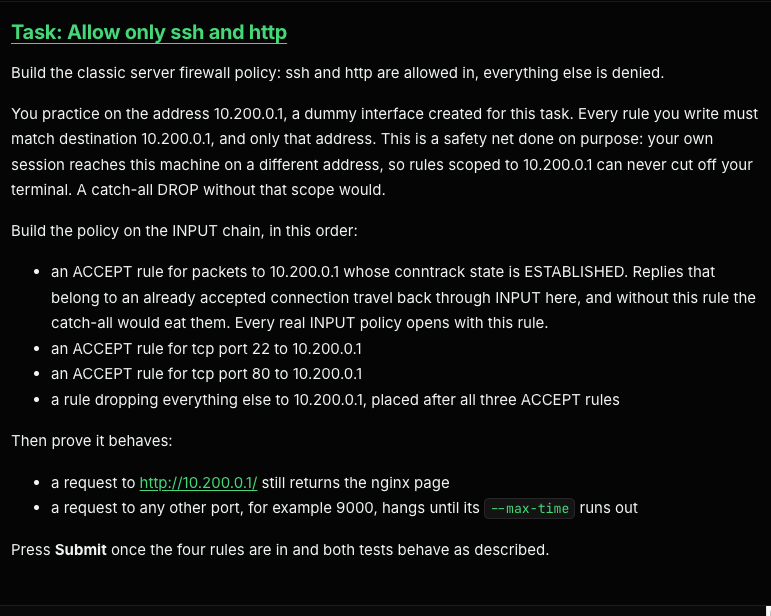 Task: Allow only ssh and http
Build the classic server firewall policy: ssh and http are allowed in, everything else is denied.
You practice on the address 10.200.0.1, a dummy interface created for this task. Every rule you write must
match destination 10.200.0.1, and only that address. This is a safety net done on purpose: your own
session reaches this machine on a different address, so rules scoped to 10.200.0.1 can never cut off your
terminal. A catch-all DROP without that scope would.
Build the policy on the INPUT chain, in this order:
• an ACCEPT rule for packets to 10.200.0.1 whose conntrack state is ESTABLISHED. Replies that
belong to an already accepted connection travel back through INPUT here, and without this rule the
catch-all would eat them. Every real INPUT policy opens with this rule.
• an ACCEPT rule for tcp port 22 to 10.200.0.1
• an ACCEPT rule for tcp port 80 to 10.200.0.1
• a rule dropping everything else to 10.200.0.1, placed after all three ACCEPT rules
Then prove it behaves:
• a request to http://10.200.0.1/ still returns the nginx page
• a request to any other port, for example 9000, hangs until its --max-time runs out
Press Submit once the four rules are in and both tests behave as described.